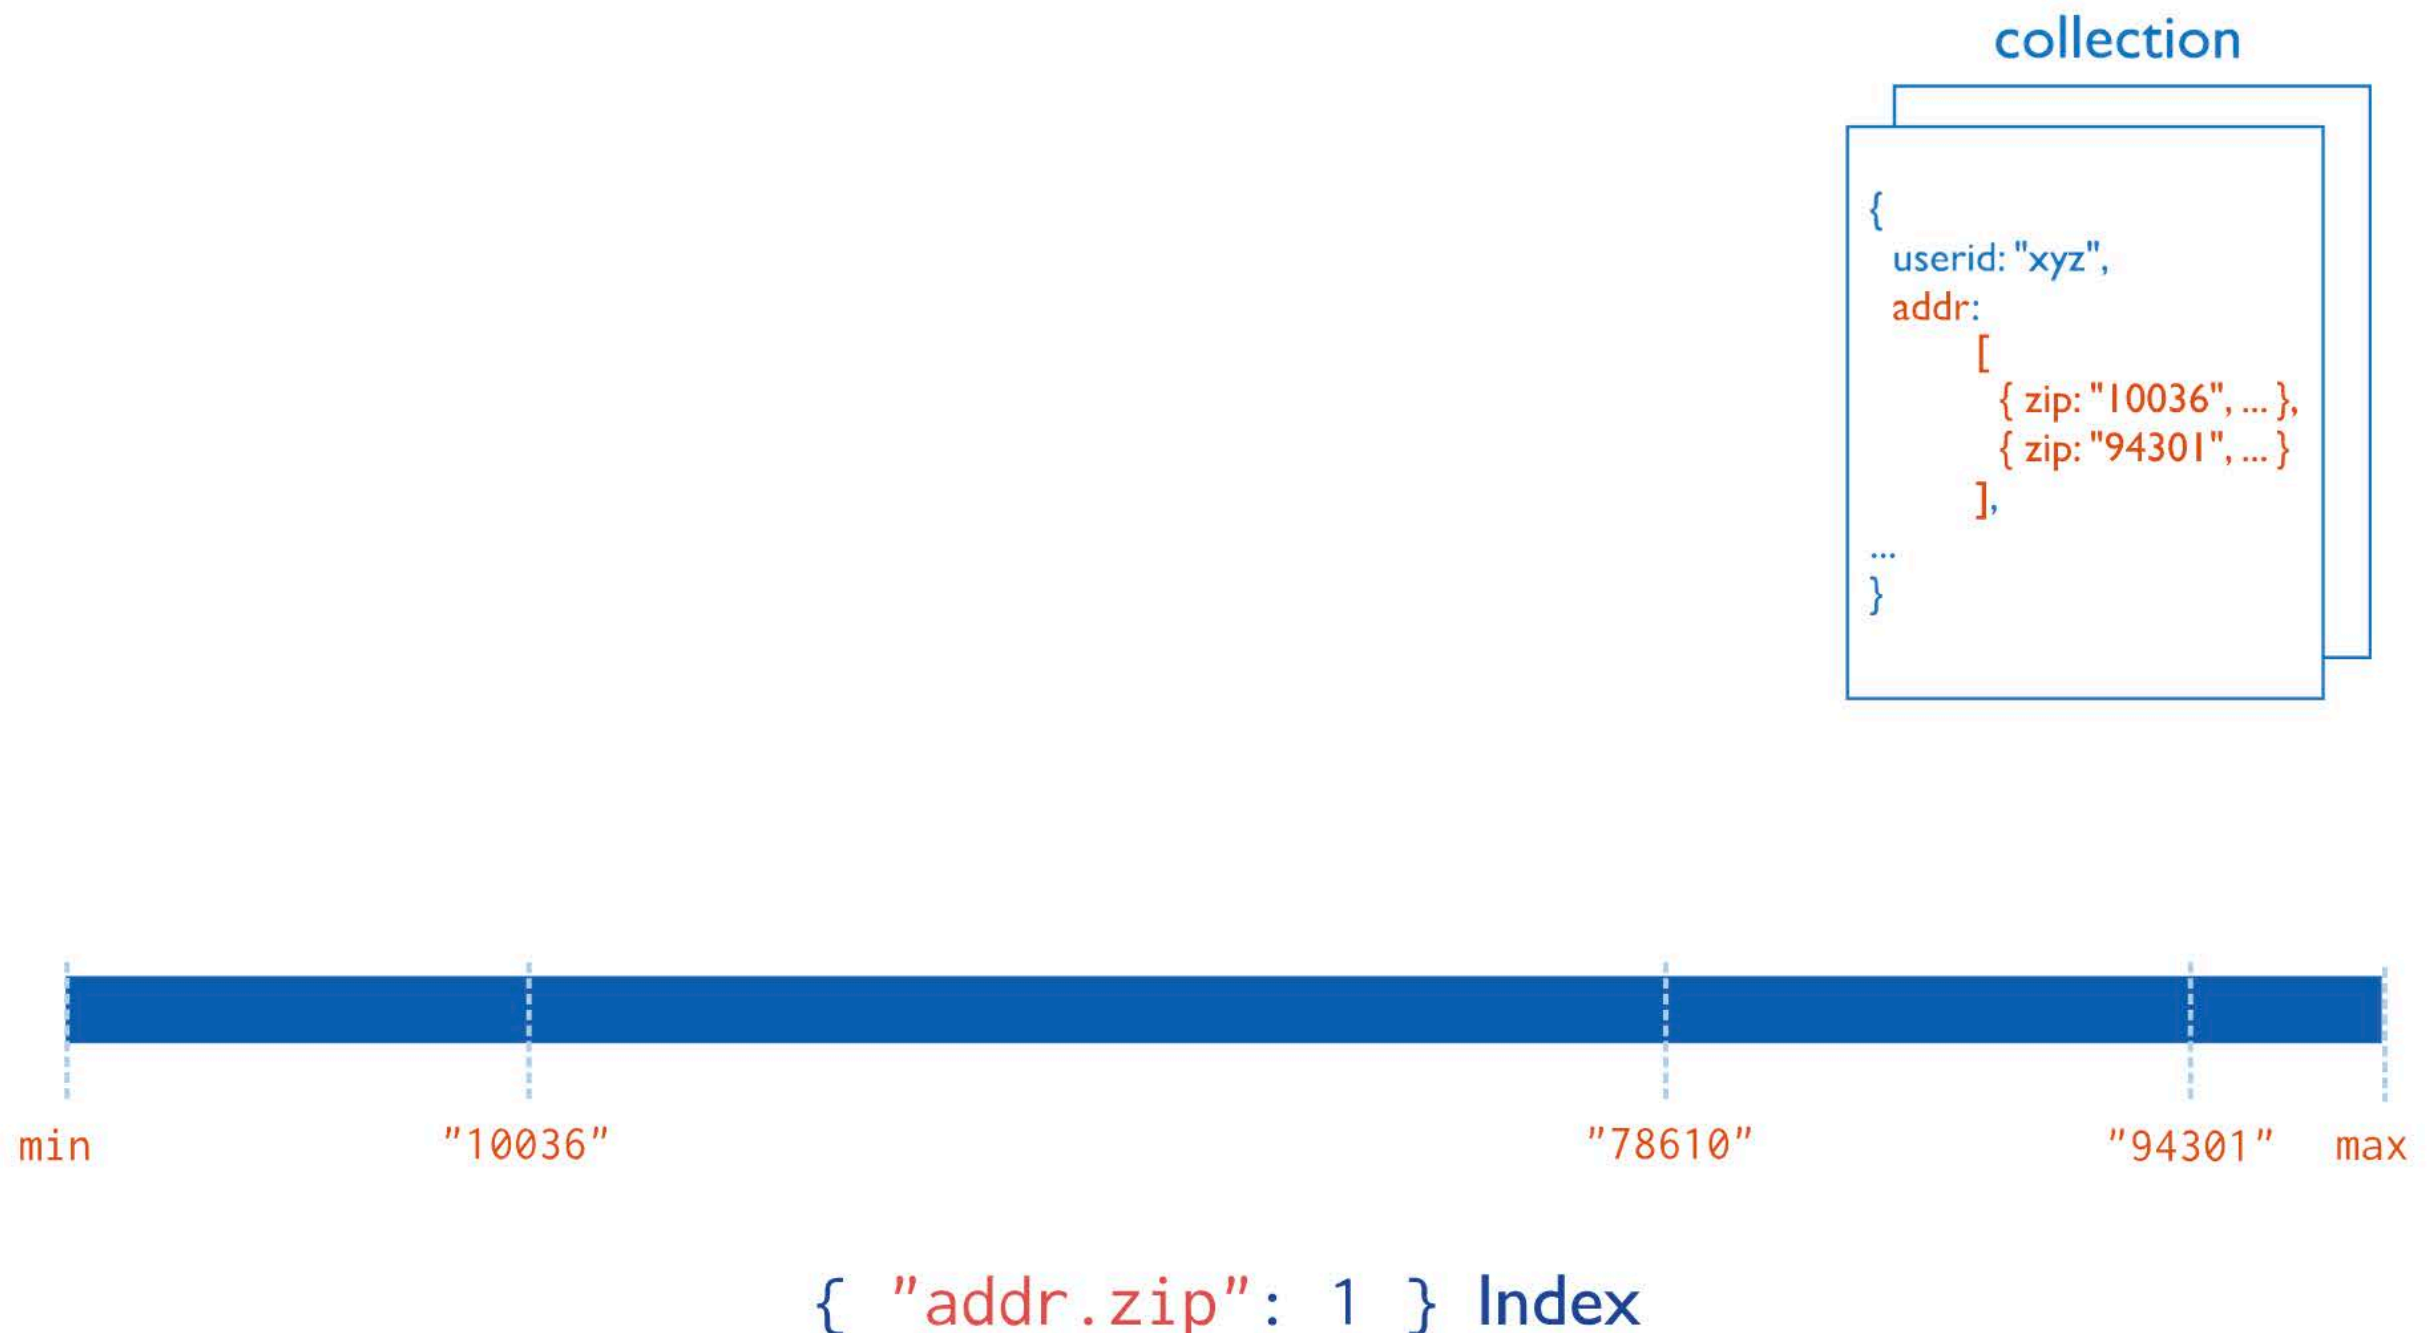 collection
{
userid: "xyz",
addr:
[
{ zip: "10036", ... },
{ zip: "94301", ... }
],
...
}
min "10036" "78610" "94301" max
{ "addr.zip": 1 } Index